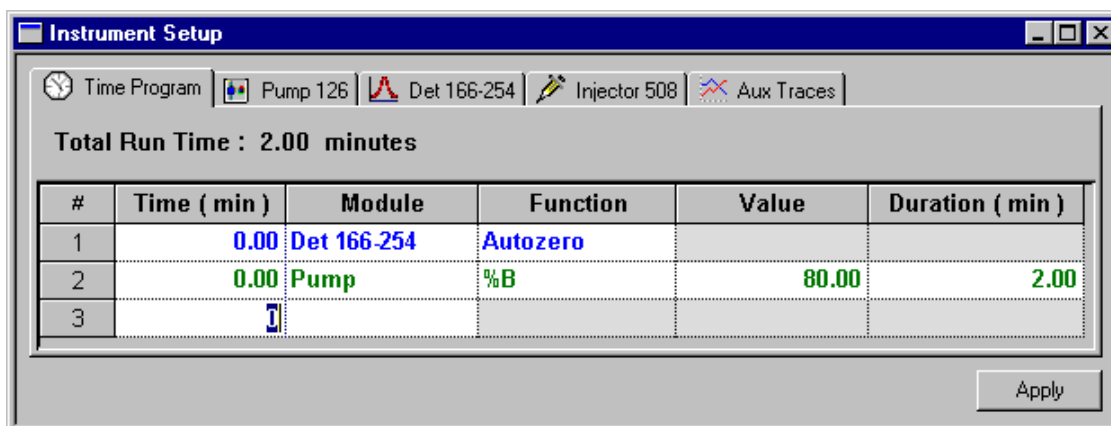 Instrument Setup
Time Program Pump 126 Det 166-254 Injector 508 Aux Traces
Total Run Time : 2.00 minutes
# Time ( min ) Module Function Value Duration ( min )
1 0.00 Det 166-254 Autozero
2 0.00 Pump %B 80.00 2.00
3
Apply